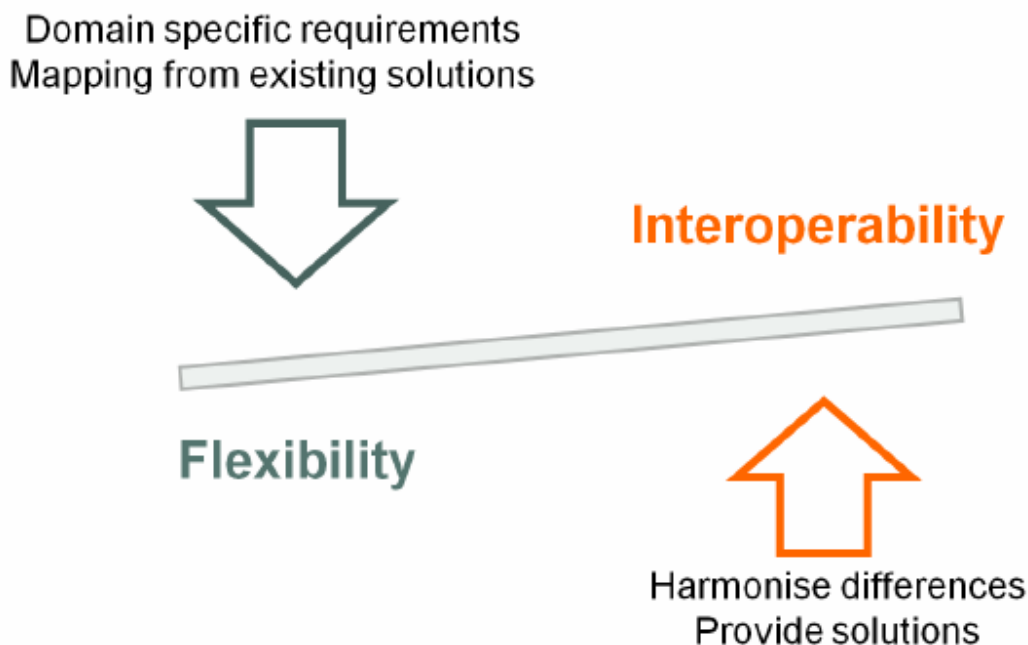 Domain specific requirements
Mapping from existing solutions
Interoperability
Flexibility
Harmonise differences
Provide solutions